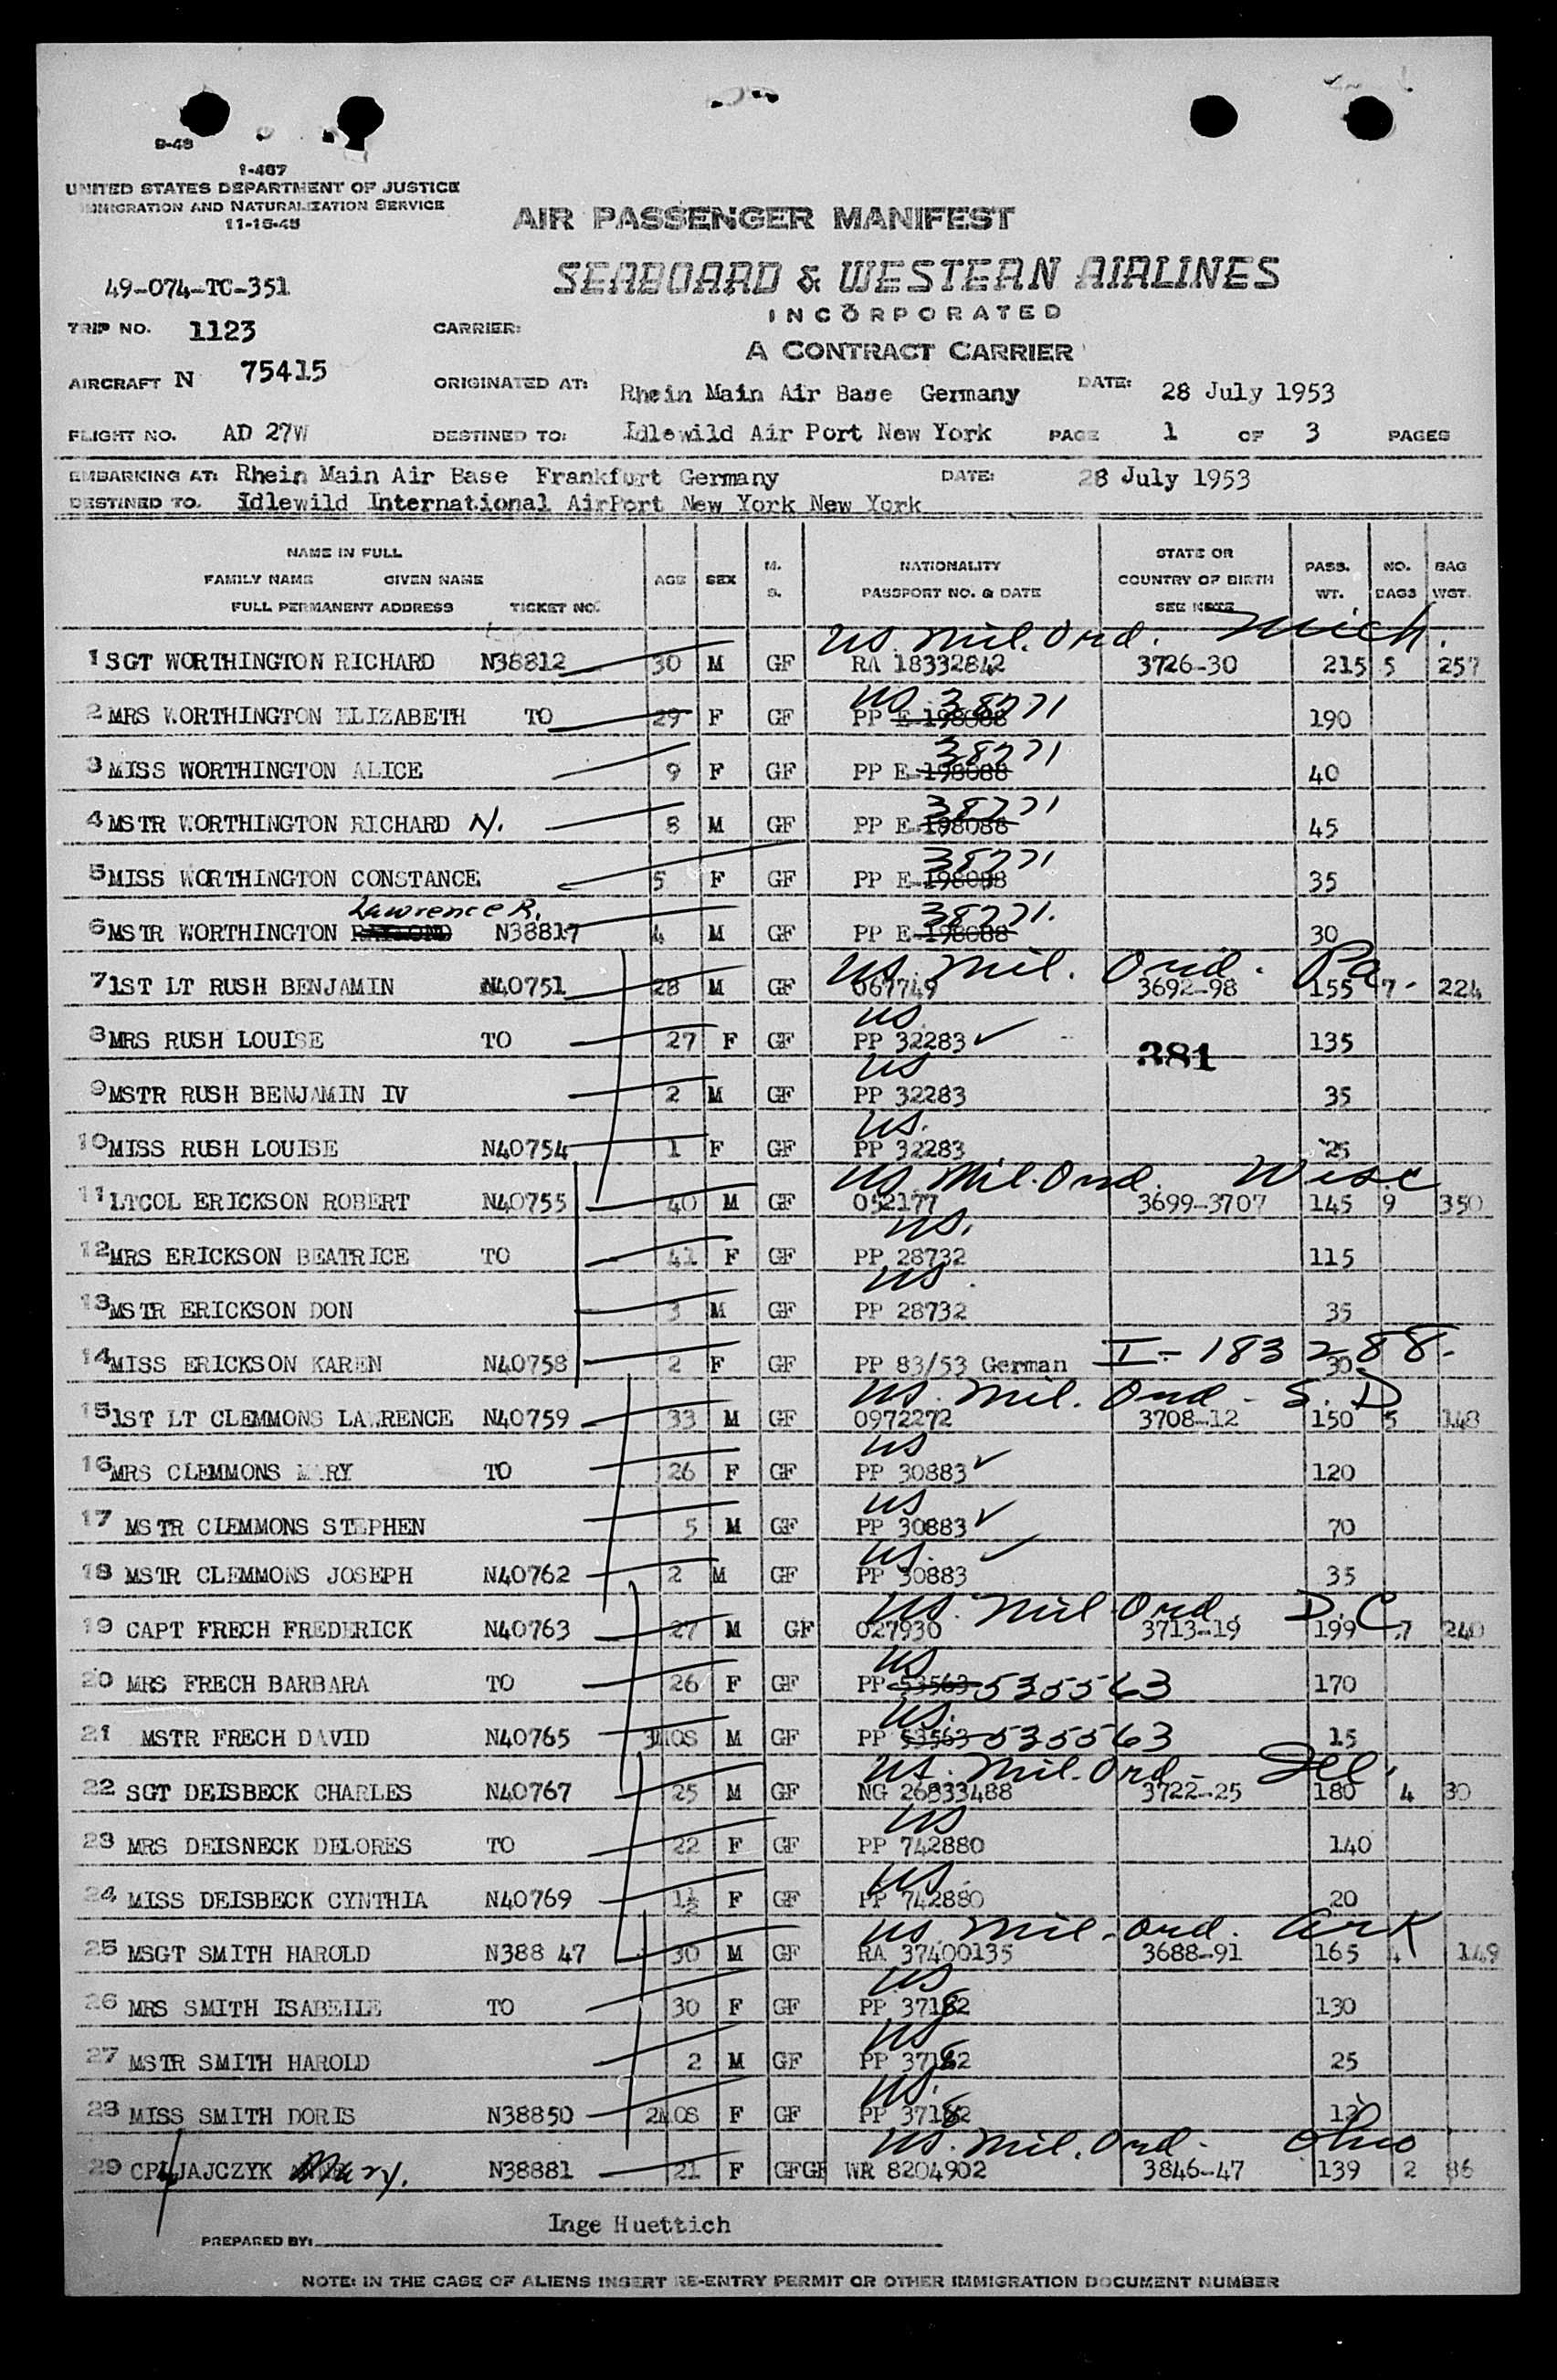 9-48
1-467
UNITED STATES DEPARTMENT OF JUSTICE
IMMIGRATION AND NATURALIZATION SERVICE
11-15-45
AIR PASSENGER MANIFEST
49-074-TC-351
SEABOARD & WESTERN AIRLINES
INCORPORATED
TRIP NO. 1123 CARRIER:
A CONTRACT CARRIER
AIRCRAFT N 75415 ORIGINATED AT: Rhein Main Air Base Germany DATE: 28 July 1953
FLIGHT NO. AD 27W DESTINED TO: Idlewild Air Port New York PAGE 1 OF 3 PAGES
EMBARKING AT: Rhein Main Air Base Frankfurt Germany DATE: 28 July 1953
DESTINED TO. Idlewild International AirPort New York New York
NAME IN FULL
FAMILY NAME GIVEN NAME
FULL PERMANENT ADDRESS TICKET NO.
AGE SEX M. S. NATIONALITY PASSPORT NO. & DATE STATE OR COUNTRY OF BIRTH SEE NOTE PASS. WT. NO. BAGS BAG WGT.
US Mil. Ord. Mich.
1 SGT WORTHINGTON RICHARD N38812 30 M GF RA 18332842 3726-30 215 5 257
US 38771
2 MRS WORTHINGTON ELIZABETH TO 29 F GF PP E 198088 190
38771
3 MISS WORTHINGTON ALICE 9 F GF PP E-198088 40
38771
4 MSTR WORTHINGTON RICHARD N. 8 M GF PP E-198088 45
38771
5 MISS WORTHINGTON CONSTANCE 5 F GF PP E-198088 35
Lawrence R. 38771.
6 MSTR WORTHINGTON N38817 4 M GF PP E-198088 30
US Mil. Ord. Pa.
7 1ST LT RUSH BENJAMIN N40751 28 M GF 067749 3692-98 155 7- 224
US
8 MRS RUSH LOUISE TO 27 F GF PP 32283 ✓ 135
381
US
9 MSTR RUSH BENJAMIN IV 2 M GF PP 32283 35
US.
10 MISS RUSH LOUISE N40754 1 F GF PP 32283 25
US Mil. Ord. Wisc
11 LTCOL ERICKSON ROBERT N40755 40 M GF 052177 3699-3707 145 9 350
US.
12 MRS ERICKSON BEATRICE TO 41 F GF PP 28732 115
US.
13 MSTR ERICKSON DON 3 M GF PP 28732 35
14 MISS ERICKSON KAREN N40758 2 F GF PP 83/53 German I-183288- 30
US. Mil. Ord - S.D
15 1ST LT CLEMMONS LAWRENCE N40759 33 M GF 0972272 3708-12 150 5 148
US
16 MRS CLEMMONS MARY TO 26 F GF PP 30883 ✓ 120
US
17 MSTR CLEMMONS STEPHEN 5 M GF PP 30883 ✓ 70
US. ✓
18 MSTR CLEMMONS JOSEPH N40762 2 M GF PP 30883 35
US. Mil Ord. D.C.
19 CAPT FRECH FREDERICK N40763 27 M GF 027930 3713-19 199 7 240
US
20 MRS FRECH BARBARA TO 26 F GF PP 53563 535563 170
US.
21 MSTR FRECH DAVID N40765 3MOS M GF PP 53563 535563 15
US. Mil. Ord - Ill.
22 SGT DEISBECK CHARLES N40767 25 M GF NG 26833488 3722-25 180 4 30
US
23 MRS DEISNECK DELORES TO 22 F GF PP 742880 140
US.
24 MISS DEISBECK CYNTHIA N40769 1½ F GF PP 742880 20
US Mil. Ord. Ark
25 MSGT SMITH HAROLD N388 47 30 M GF RA 37400135 3688-91 165 4 149
US
26 MRS SMITH ISABELLE TO 30 F GF PP 37182 130
US
27 MSTR SMITH HAROLD 2 M GF PP 37182 25
US.
28 MISS SMITH DORIS N38850 2MOS F GF PP 37182 12
US. Mil. Ord- Ohio
29 CPL JAJCZYK Mary. N38881 21 F GFGF WR 8204902 3846-47 139 2 86
Inge Huettich
PREPARED BY:
NOTE: IN THE CASE OF ALIENS INSERT RE-ENTRY PERMIT OR OTHER IMMIGRATION DOCUMENT NUMBER